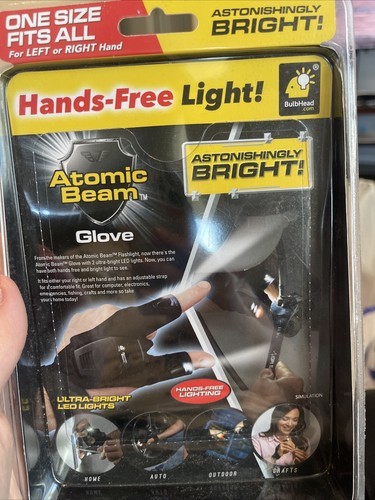 ONE SIZE
FITS ALL
For LEFT or RIGHT Hand
ASTONISHINGLY
BRIGHT!
Hands-Free Light!
BulbHead
.com
®
ASTONISHINGLY
BRIGHT!
Atomic
Beam™
Glove
From the makers of the Atomic Beam™ Flashlight, now there's the
Atomic Beam™ Glove with 2 ultra-bright LED lights. Now, you can
have both hands free and bright light to see.
It fits either your right or left hand and has an adjustable strap
for a comfortable fit. Great for computer, electronics,
emergencies, fishing, crafts and more so take
your home today!
SIMULATION
ULTRA-BRIGHT
LED LIGHTS
HANDS-FREE
LIGHTING
HOME
AUTO
OUTDOOR
CRAFTS